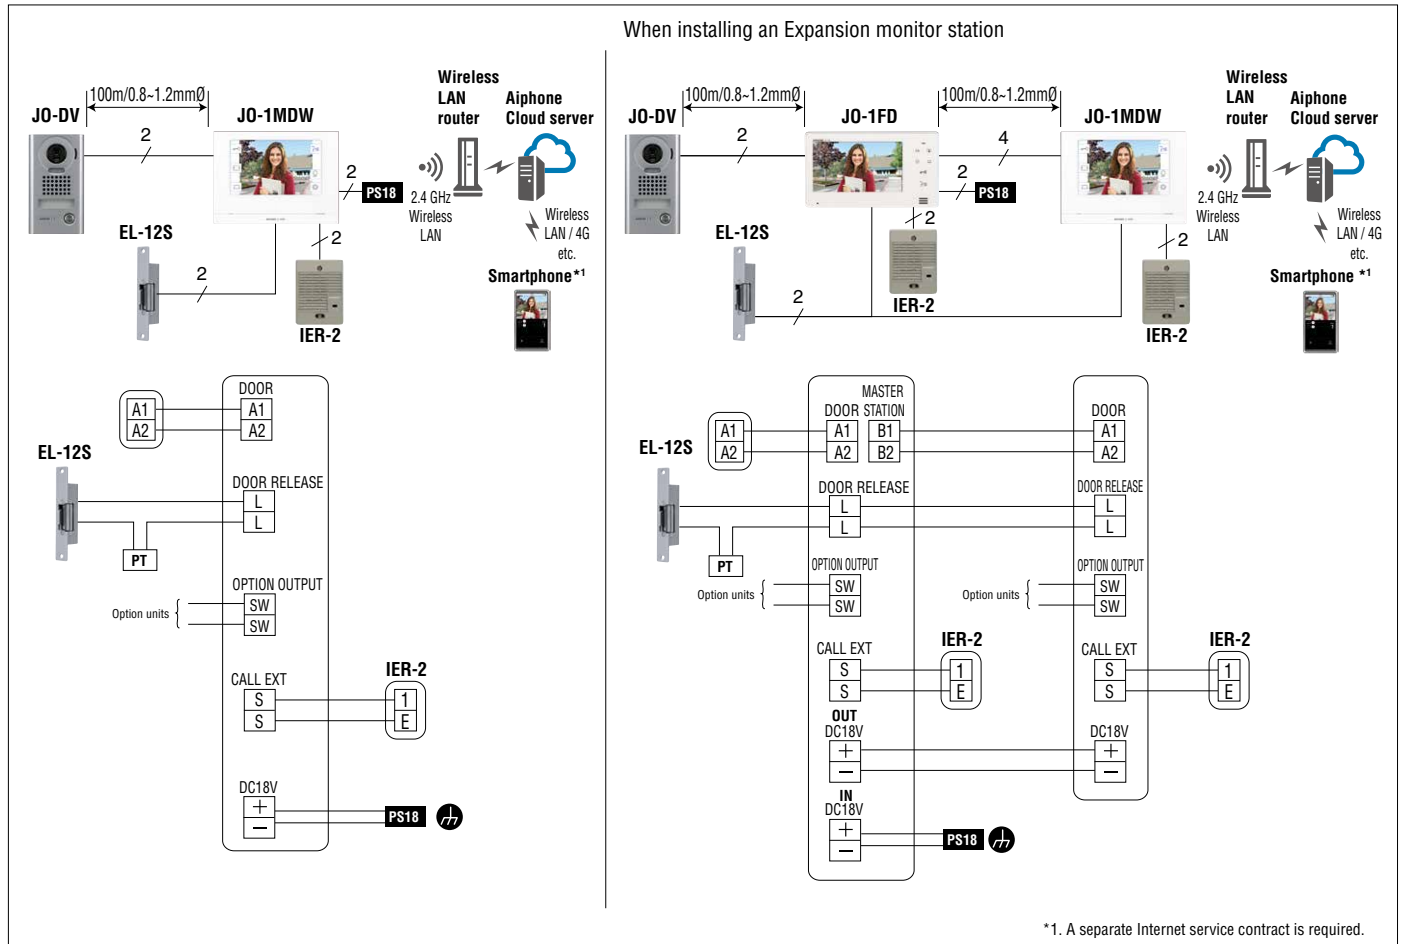 When installing an Expansion monitor station
JO-DV
100m/0.8~1.2mmØ
JO-1MDW
Wireless
LAN
router
Aiphone
Cloud server
2
2
PS18
2.4 GHz
Wireless
LAN
Wireless
LAN / 4G
etc.
EL-12S
2
2
IER-2
Smartphone*1
DOOR
A1
A1
A2
A2
EL-12S
DOOR RELEASE
L
L
PT
OPTION OUTPUT
Option units
SW
SW
CALL EXT
IER-2
S
1
S
E
DC18V
+
−
PS18
JO-DV
100m/0.8~1.2mmØ
JO-1FD
100m/0.8~1.2mmØ
JO-1MDW
Wireless
LAN
router
Aiphone
Cloud server
2
4
2
PS18
2.4 GHz
Wireless
LAN
Wireless
LAN / 4G
etc.
EL-12S
2
2
2
IER-2
IER-2
Smartphone *1
MASTER
DOOR STATION
DOOR
A1
A1
B1
A1
A2
A2
B2
A2
EL-12S
DOOR RELEASE
DOOR RELEASE
L
L
L
L
PT
OPTION OUTPUT
OPTION OUTPUT
Option units
SW
SW
Option units
SW
SW
CALL EXT
IER-2
CALL EXT
IER-2
S
1
S
1
S
E
S
E
OUT
DC18V
DC18V
+
+
−
−
IN
DC18V
+
−
PS18
*1. A separate Internet service contract is required.